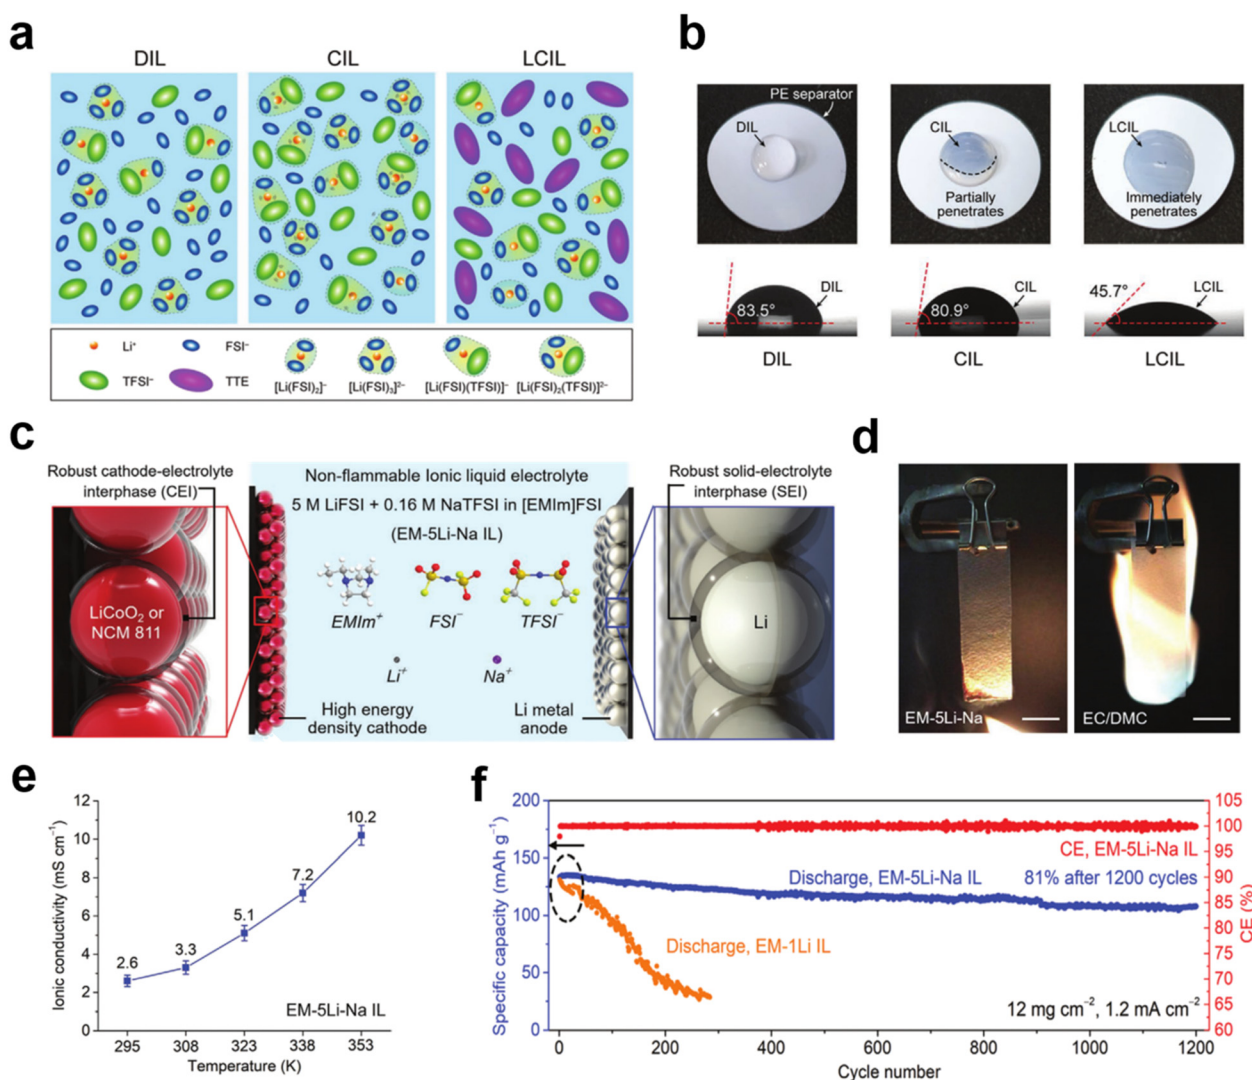 a
DIL
CIL
LCIL
Li⁺
FSI⁻
TFSI⁻
TTE
[Li(FSI)₂]⁻
[Li(FSI)₃]²⁻
[Li(FSI)(TFSI)]⁻
[Li(FSI)₂(TFSI)]²⁻
b
PE separator
DIL
CIL
Partially
penetrates
LCIL
Immediately
penetrates
83.5°
DIL
80.9°
CIL
45.7°
LCIL
DIL
CIL
LCIL
c
Robust cathode-electrolyte
interphase (CEI)
LiCoO₂ or
NCM 811
Non-flammable Ionic liquid electrolyte
5 M LiFSI + 0.16 M NaTFSI in [EMIm]FSI
(EM-5Li-Na IL)
EMIm⁺
FSI⁻
TFSI⁻
Li⁺
Na⁺
High energy
density cathode
Li metal
anode
Robust solid-electrolyte
interphase (SEI)
Li
d
EM-5Li-Na
EC/DMC
e
Ionic conductivity (mS cm⁻¹)
12
10
8
6
4
2
0
2.6
3.3
5.1
7.2
10.2
EM-5Li-Na IL
295
308
323
338
353
Temperature (K)
f
Specific capacity (mAh g⁻¹)
200
150
100
50
0
CE, EM-5Li-Na IL
Discharge, EM-5Li-Na IL
81% after 1200 cycles
Discharge, EM-1Li IL
12 mg cm⁻², 1.2 mA cm⁻²
105
100
95
90
85
80
75
70
65
60
CE (%)
0
200
400
600
800
1000
1200
Cycle number